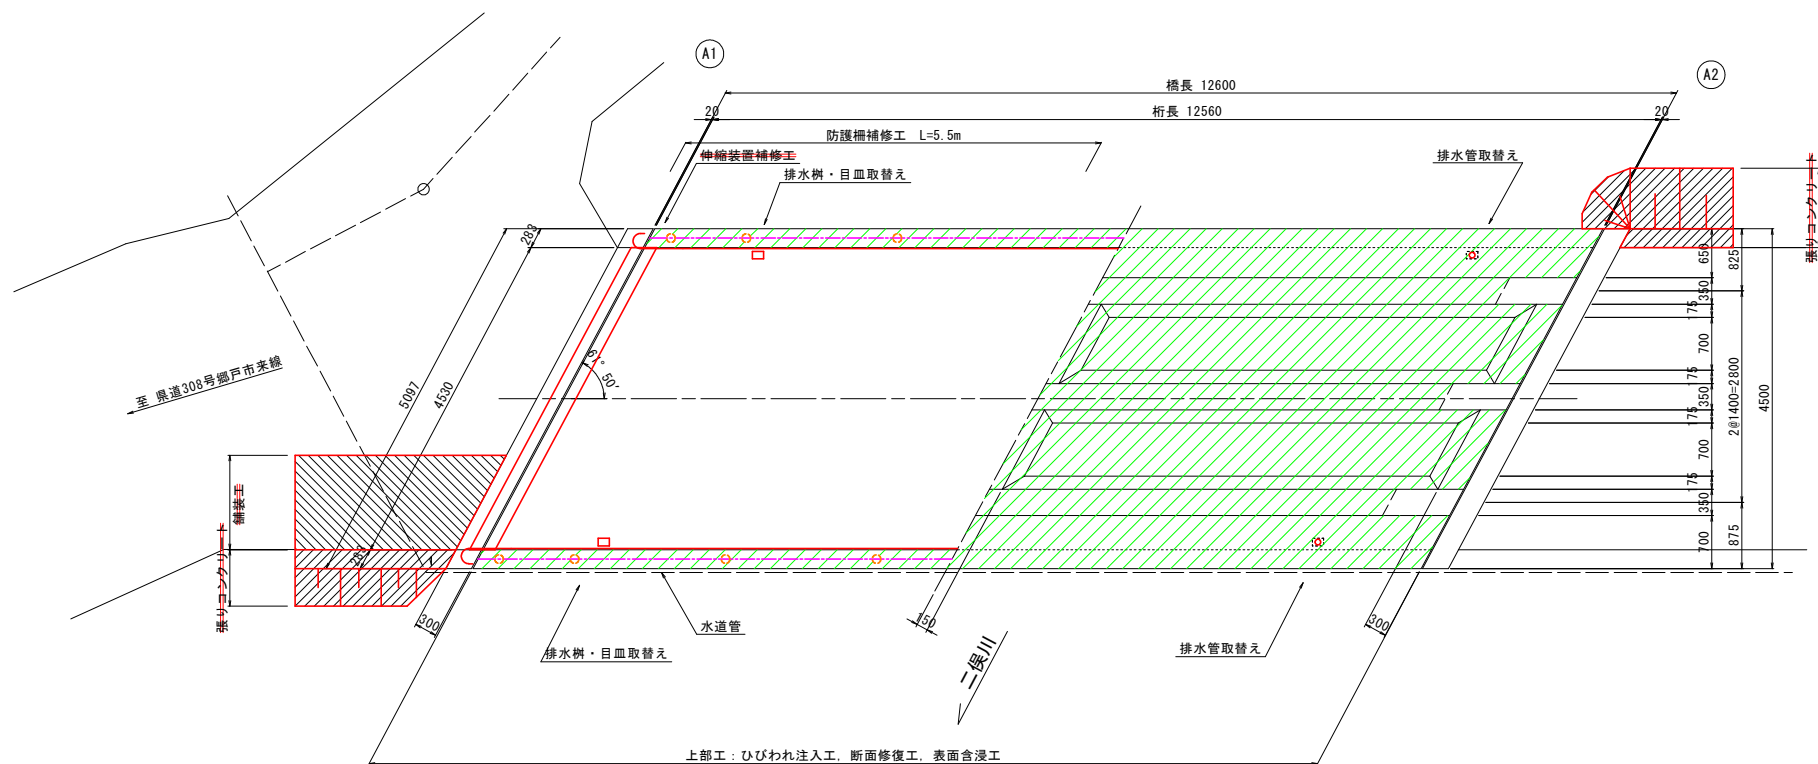 A1
A2
橋長 12600
20
桁長 12560
20
防護柵補修工 L=5.5m
伸縮装置補修工
排水桝・目皿取替え
排水管取替え
張りコンクリート
283
5097
4530
61° 50′
至 県道308号郷戸市来線
650
825
350
175
700
175
350
175
700
175
350
700
2@1400=2800
875
4500
舗装工
張りコンクリート
283
300
水道管
排水桝・目皿取替え
150
二俣川
300
排水管取替え
上部工：ひびわれ注入工, 断面修復工, 表面含浸工